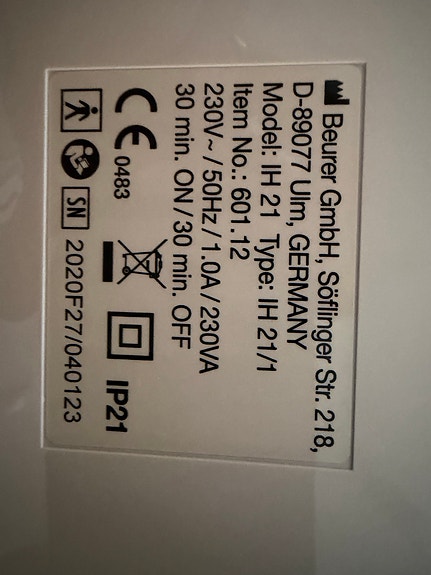 Beurer GmbH, Söflinger Str. 218,
D-89077 Ulm, GERMANY
Model: IH 21 Type: IH 21/1
Item No.: 601.12
230V~ / 50Hz / 1.0A / 230VA
30 min. ON / 30 min. OFF
CE 0483
IP21
SN 2020F27/040123